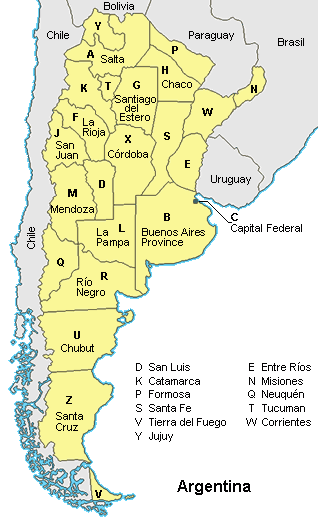 Bolivia
Chile
Paraguay
Brasil
Y
A
Salta
P
H
Chaco
K
T
G
Santiago
del
Estero
N
W
F
La
Rioja
J
San
Juan
X
Córdoba
S
E
Uruguay
D
M
Mendoza
C
Capital Federal
B
Buenos Aires
Province
L
La
Pampa
Chile
Q
R
Río
Negro
U
Chubut
Z
Santa
Cruz
V
D San Luis
K Catamarca
P Formosa
S Santa Fe
V Tierra del Fuego
Y Jujuy
E Entre Ríos
N Misiones
Q Neuquén
T Tucuman
W Corrientes
Argentina